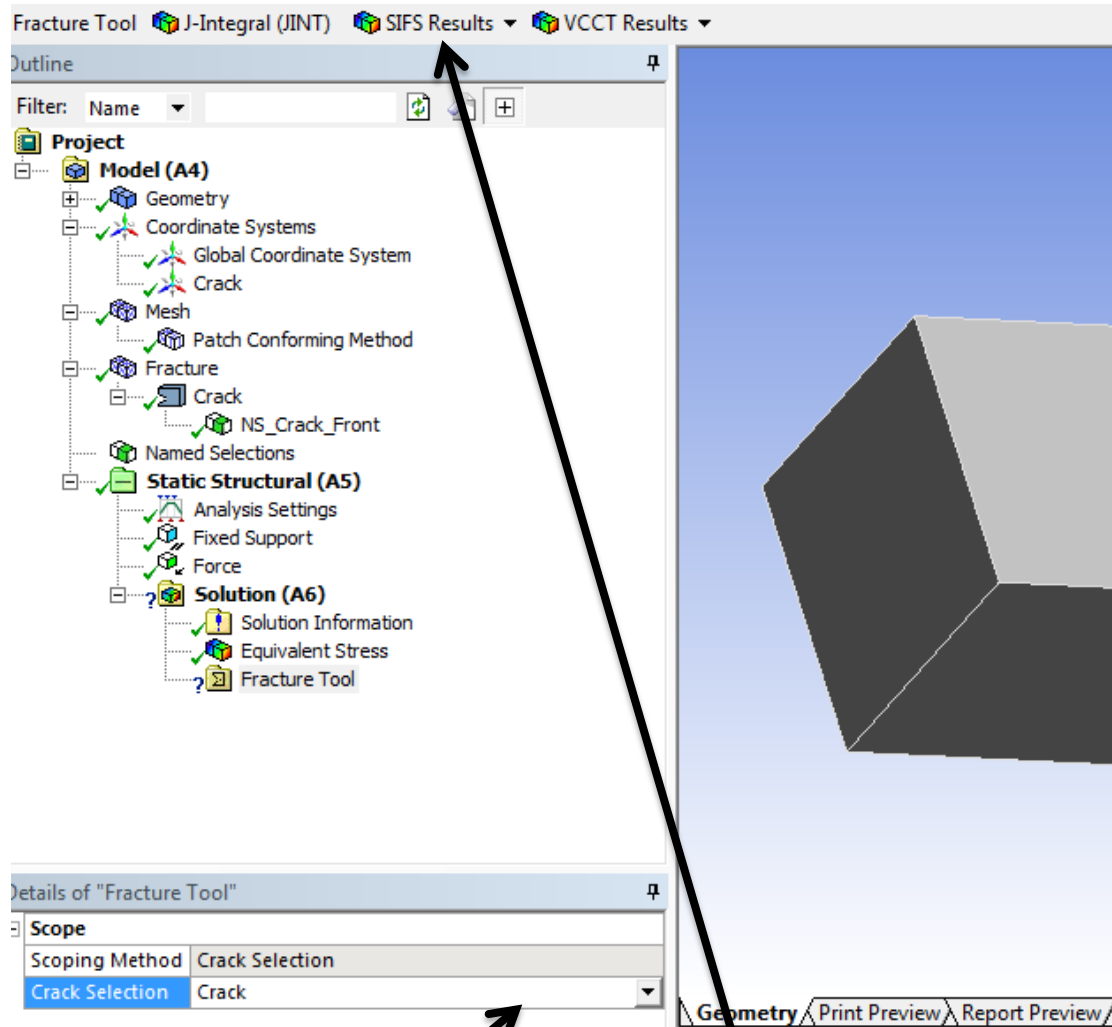 Fracture Tool J-Integral (JINT) SIFS Results VCCT Results
Outline
Filter: Name
Project
Model (A4)
Geometry
Coordinate Systems
Global Coordinate System
Crack
Mesh
Patch Conforming Method
Fracture
Crack
NS_Crack_Front
Named Selections
Static Structural (A5)
Analysis Settings
Fixed Support
Force
Solution (A6)
Solution Information
Equivalent Stress
Fracture Tool
Details of "Fracture Tool"
Scope
Scoping Method Crack Selection
Crack Selection Crack
Geometry Print Preview Report Preview